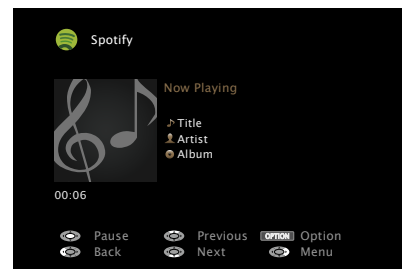 Spotify
Now Playing
Title
Artist
Album
00:06
Pause Previous OPTION Option
Back Next Menu